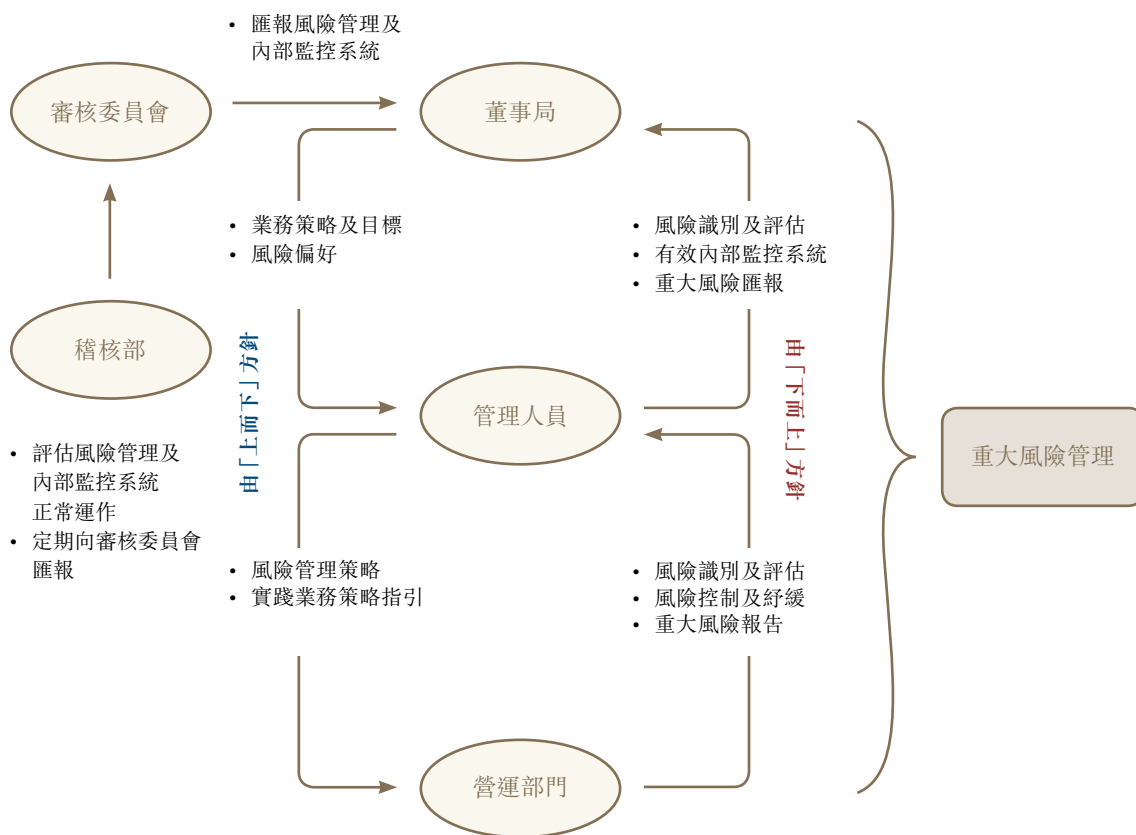 • 匯報風險管理及
內部監控系統
審核委員會
董事局
• 業務策略及目標
• 風險偏好
• 風險識別及評估
• 有效內部監控系統
• 重大風險匯報
稽核部
由「上而下」方針
由「下而上」方針
管理人員
重大風險管理
• 評估風險管理及
內部監控系統
正常運作
• 定期向審核委員會
匯報
• 風險管理策略
• 實踐業務策略指引
• 風險識別及評估
• 風險控制及紓緩
• 重大風險報告
營運部門